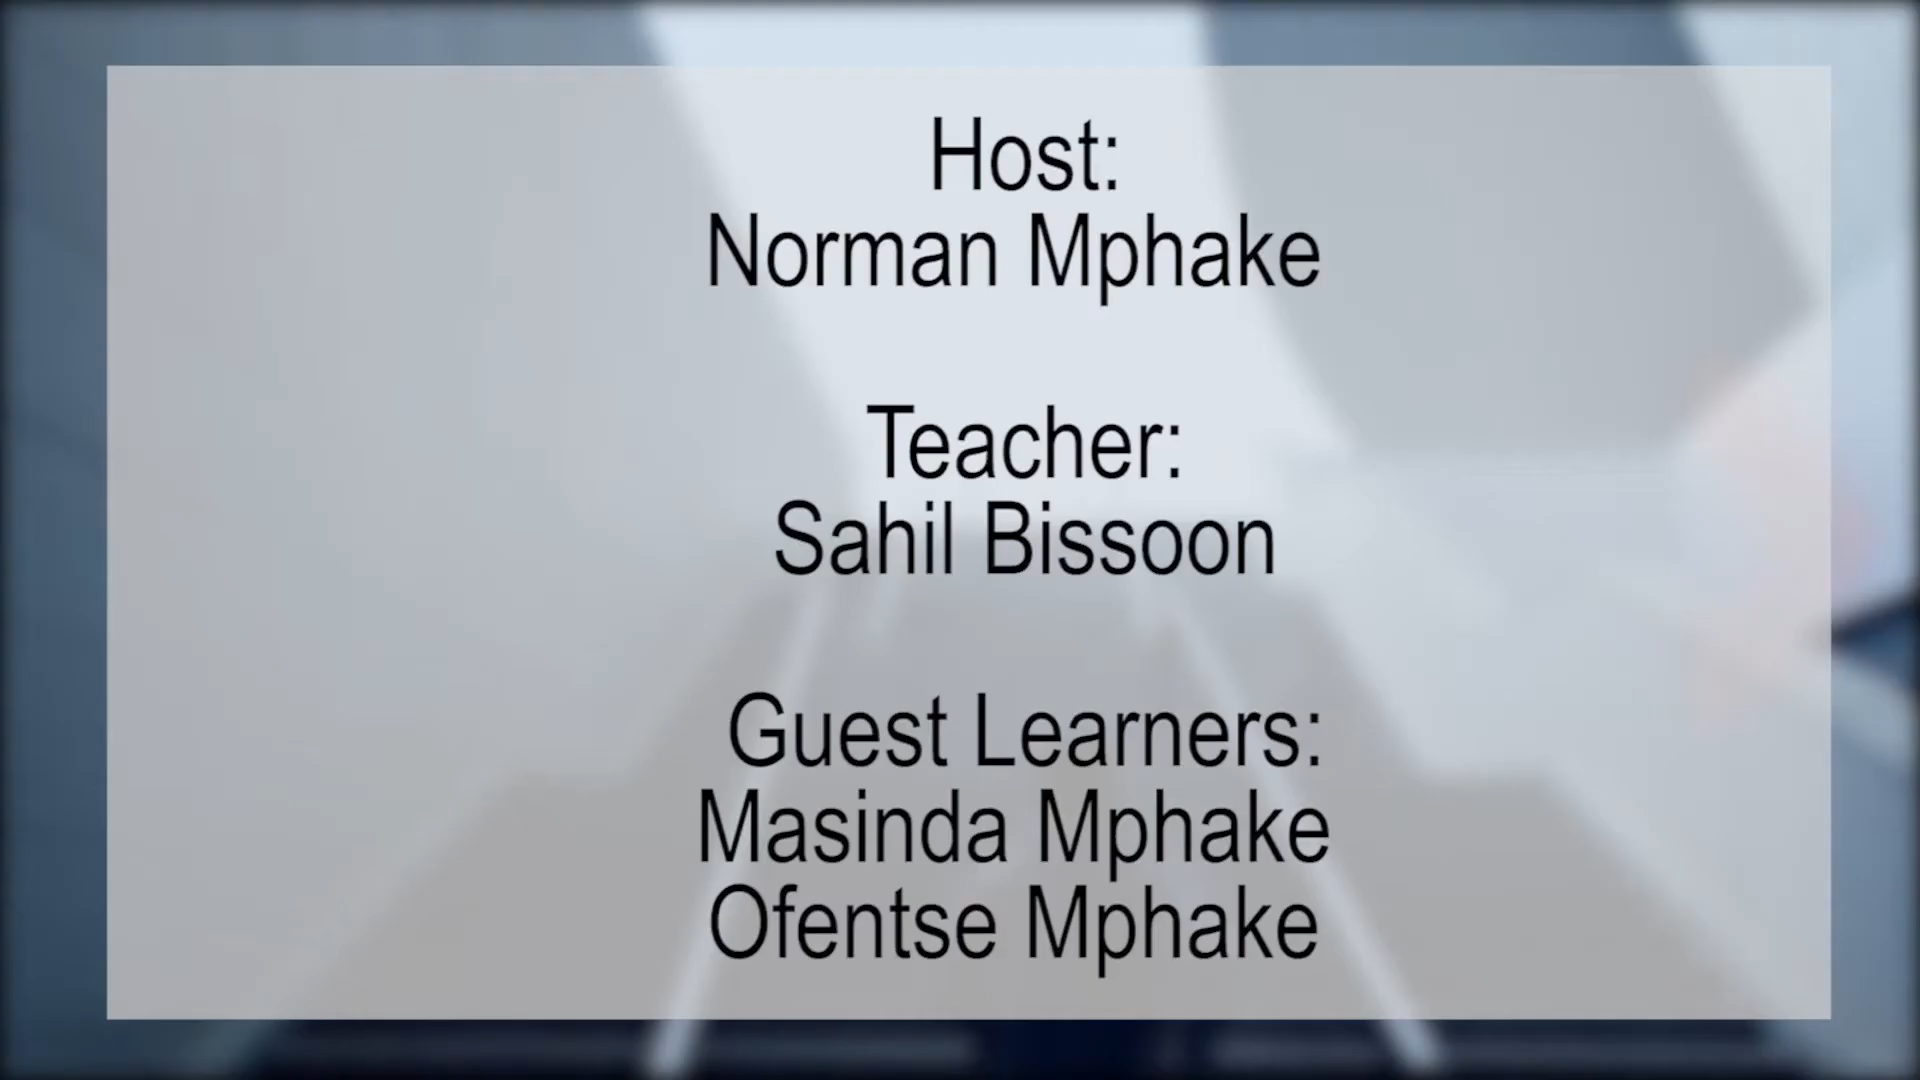 Host:
Norman Mphake
Teacher:
Sahil Bissoon
Guest Learners:
Masinda Mphake
Ofentse Mphake